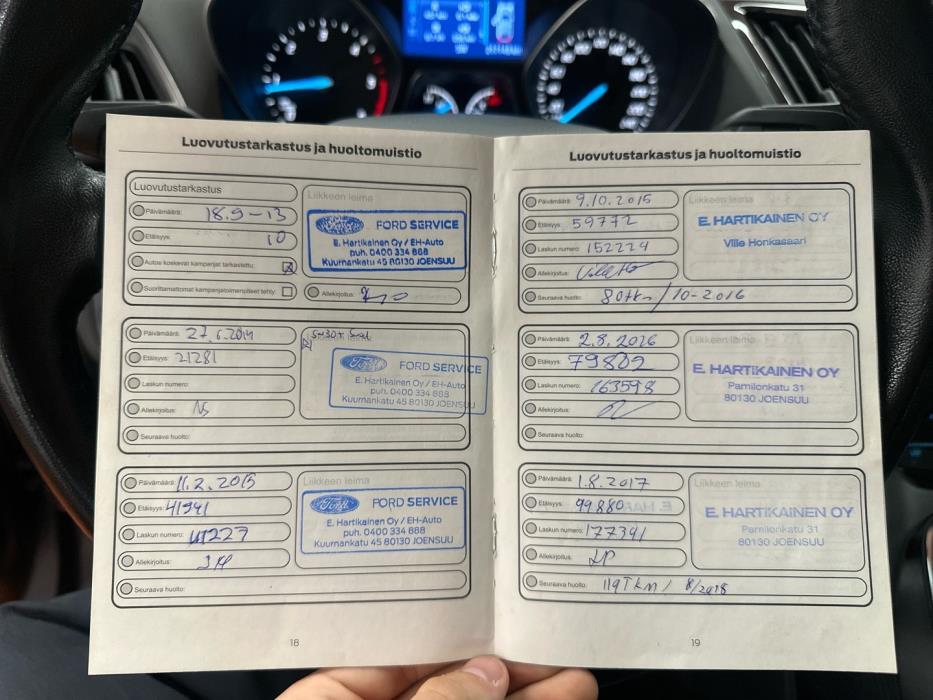 Luovutustarkastus ja huoltomuistio
Luovutustarkastus
Päivämäärä: 18.9-13
Etäisyys: 10
Autoa koskevat kampanjat tarkastettu:
Suorittamattomat kampanjatoimenpiteet tehty:
Liikkeen leima
Ford FORD SERVICE
E. Hartikainen Oy / EH-Auto
puh. 0400 334 888
Kuurnankatu 45 80130 JOENSUU
Allekirjoitus:
Päivämäärä: 27.6.2014
Etäisyys: 21281
Laskun numero:
Allekirjoitus:
Seuraava huolto:
Ford FORD SERVICE
E. Hartikainen Oy / EH-Auto
puh. 0400 334 888
Kuurnankatu 45 80130 JOENSUU
Päivämäärä: 11.2.2015
Etäisyys: 41941
Laskun numero:
Allekirjoitus:
Seuraava huolto:
Liikkeen leima
Ford FORD SERVICE
E. Hartikainen Oy / EH-Auto
puh. 0400 334 888
Kuurnankatu 45 80130 JOENSUU
18
Luovutustarkastus ja huoltomuistio
Päivämäärä: 9.10.2015
Etäisyys: 59772
Laskun numero: 152224
Allekirjoitus:
Seuraava huolto: 80tkm / 10-2016
Liikkeen leima
E. HARTIKAINEN OY
Ville Honkasaari
Päivämäärä: 2.8.2016
Etäisyys: 79802
Laskun numero: 163598
Allekirjoitus:
Seuraava huolto:
Liikkeen leima
E. HARTIKAINEN OY
Pamilonkatu 31
80130 JOENSUU
Päivämäärä: 1.8.2017
Etäisyys: 99880
Laskun numero: 177341
Allekirjoitus:
Seuraava huolto: 119TKM / 8/2018
Liikkeen leima
E. HARTIKAINEN OY
Pamilonkatu 31
80130 JOENSUU
19